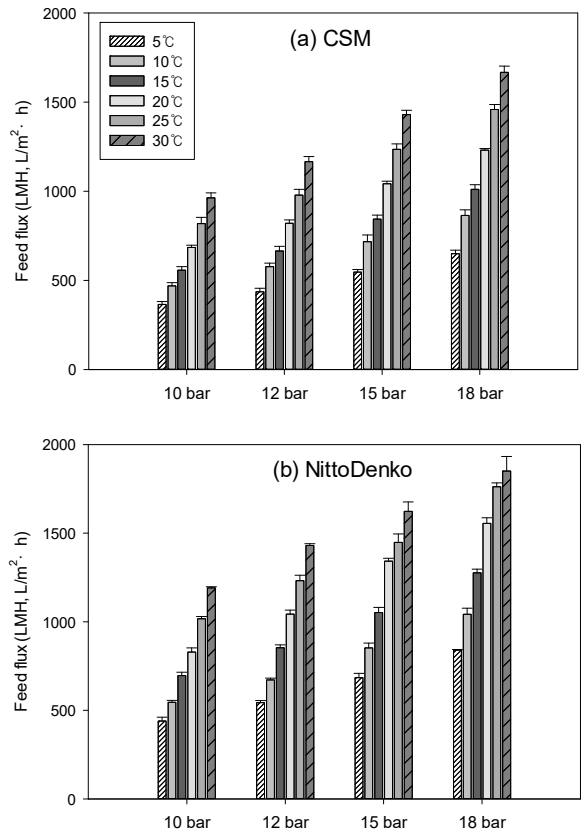 (a) CSM
5℃
10℃
15℃
20℃
25℃
30℃
Feed flux (LMH, L/m²· h)
2000
1500
1000
500
0
10 bar 12 bar 15 bar 18 bar
(b) NittoDenko
Feed flux (LMH, L/m²· h)
2000
1500
1000
500
0
10 bar 12 bar 15 bar 18 bar